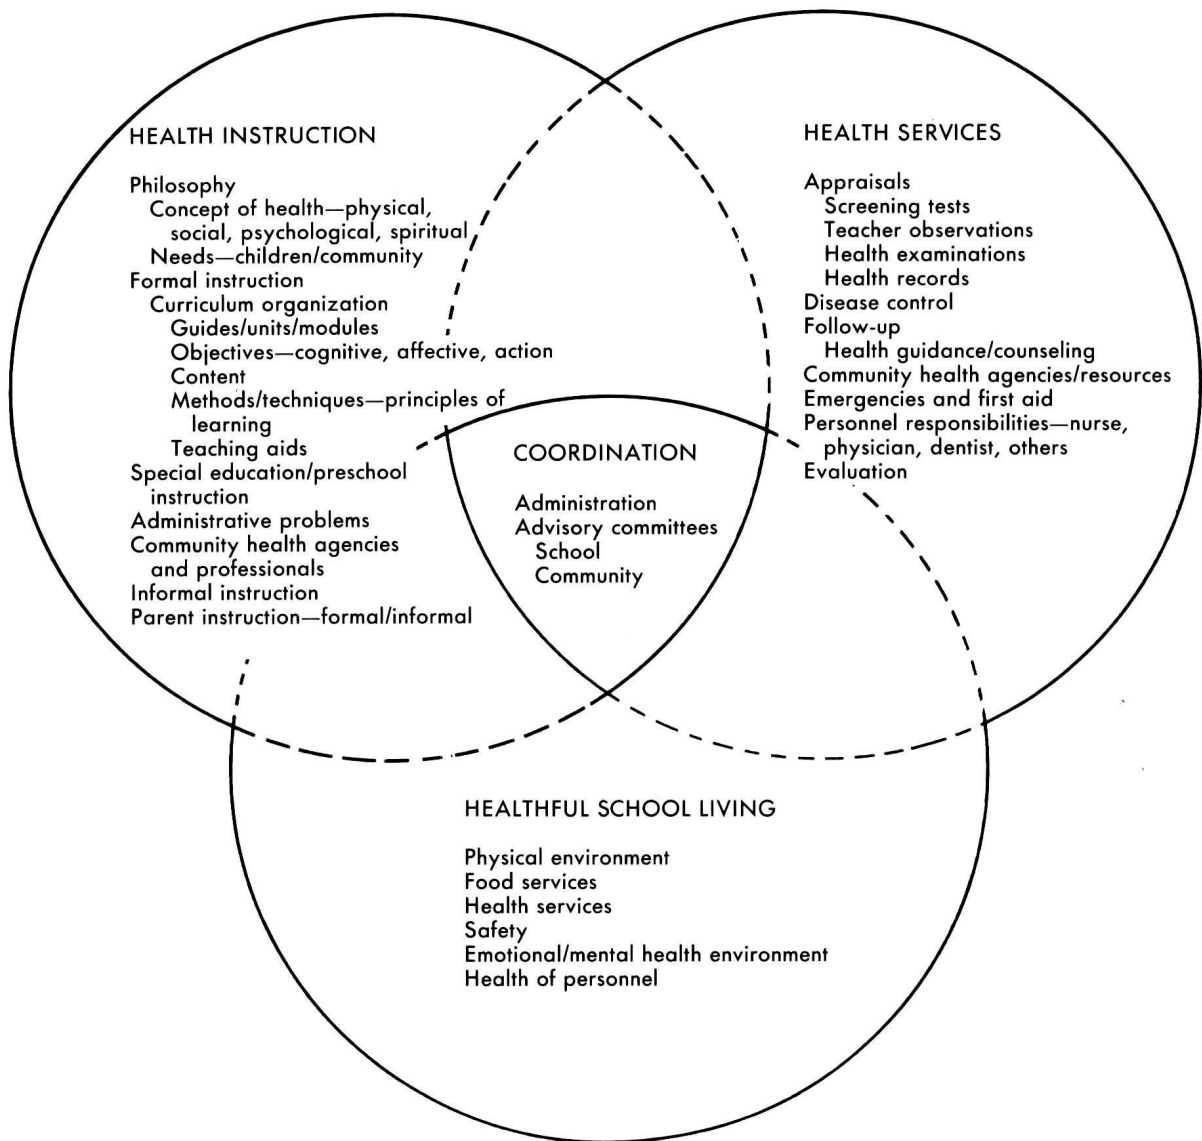 HEALTH INSTRUCTION
Philosophy
Concept of health—physical,
social, psychological, spiritual
Needs—children/community
Formal instruction
Curriculum organization
Guides/units/modules
Objectives—cognitive, affective, action
Content
Methods/techniques—principles of
learning
Teaching aids
Special education/preschool
instruction
Administrative problems
Community health agencies
and professionals
Informal instruction
Parent instruction—formal/informal
HEALTH SERVICES
Appraisals
Screening tests
Teacher observations
Health examinations
Health records
Disease control
Follow-up
Health guidance/counseling
Community health agencies/resources
Emergencies and first aid
Personnel responsibilities—nurse,
physician, dentist, others
Evaluation
COORDINATION
Administration
Advisory committees
School
Community
HEALTHFUL SCHOOL LIVING
Physical environment
Food services
Health services
Safety
Emotional/mental health environment
Health of personnel